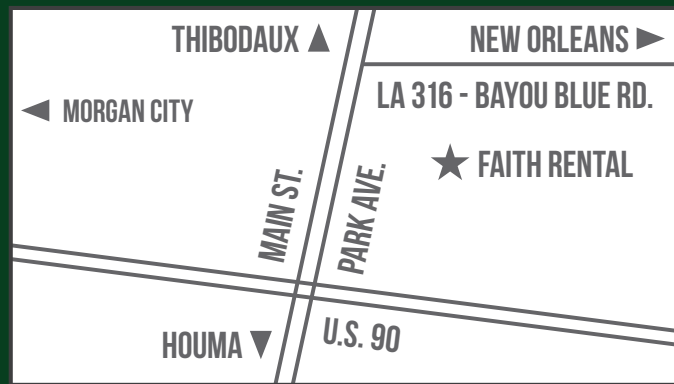 THIBODAUX ▲
NEW ORLEANS ►
◄ MORGAN CITY
LA 316 - BAYOU BLUE RD.
★ FAITH RENTAL
MAIN ST.
PARK AVE.
U.S. 90
HOUMA ▼